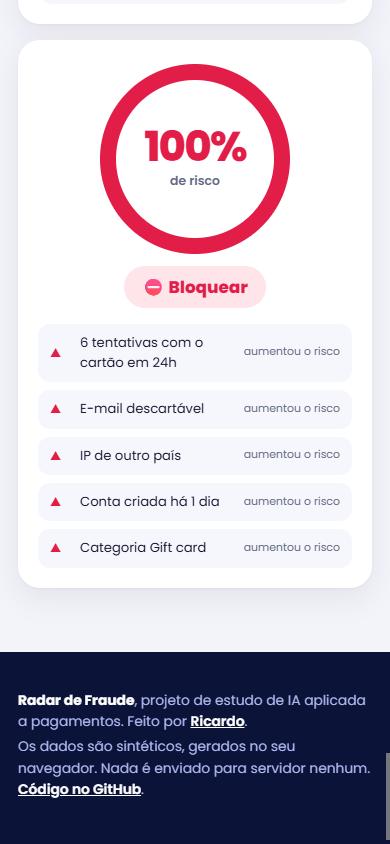 100%
de risco
Bloquear
6 tentativas com o
cartão em 24h
aumentou o risco
E-mail descartável
aumentou o risco
IP de outro país
aumentou o risco
Conta criada há 1 dia
aumentou o risco
Categoria Gift card
aumentou o risco
Radar de Fraude, projeto de estudo de IA aplicada
a pagamentos. Feito por Ricardo.
Os dados são sintéticos, gerados no seu
navegador. Nada é enviado para servidor nenhum.
Código no GitHub.